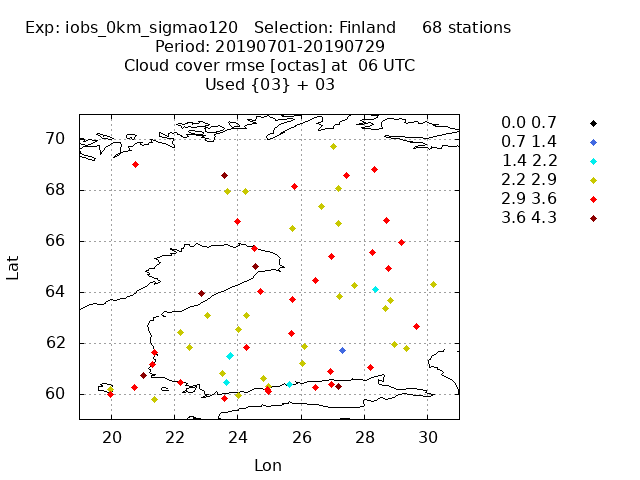 Exp: iobs_0km_sigmao120   Selection: Finland     68 stations
Period: 20190701-20190729
Cloud cover rmse [octas] at  06 UTC
Used {03} + 03
0.0 0.7
0.7 1.4
1.4 2.2
2.2 2.9
2.9 3.6
3.6 4.3
70
68
66
64
62
60
Lat
20 22 24 26 28 30
Lon